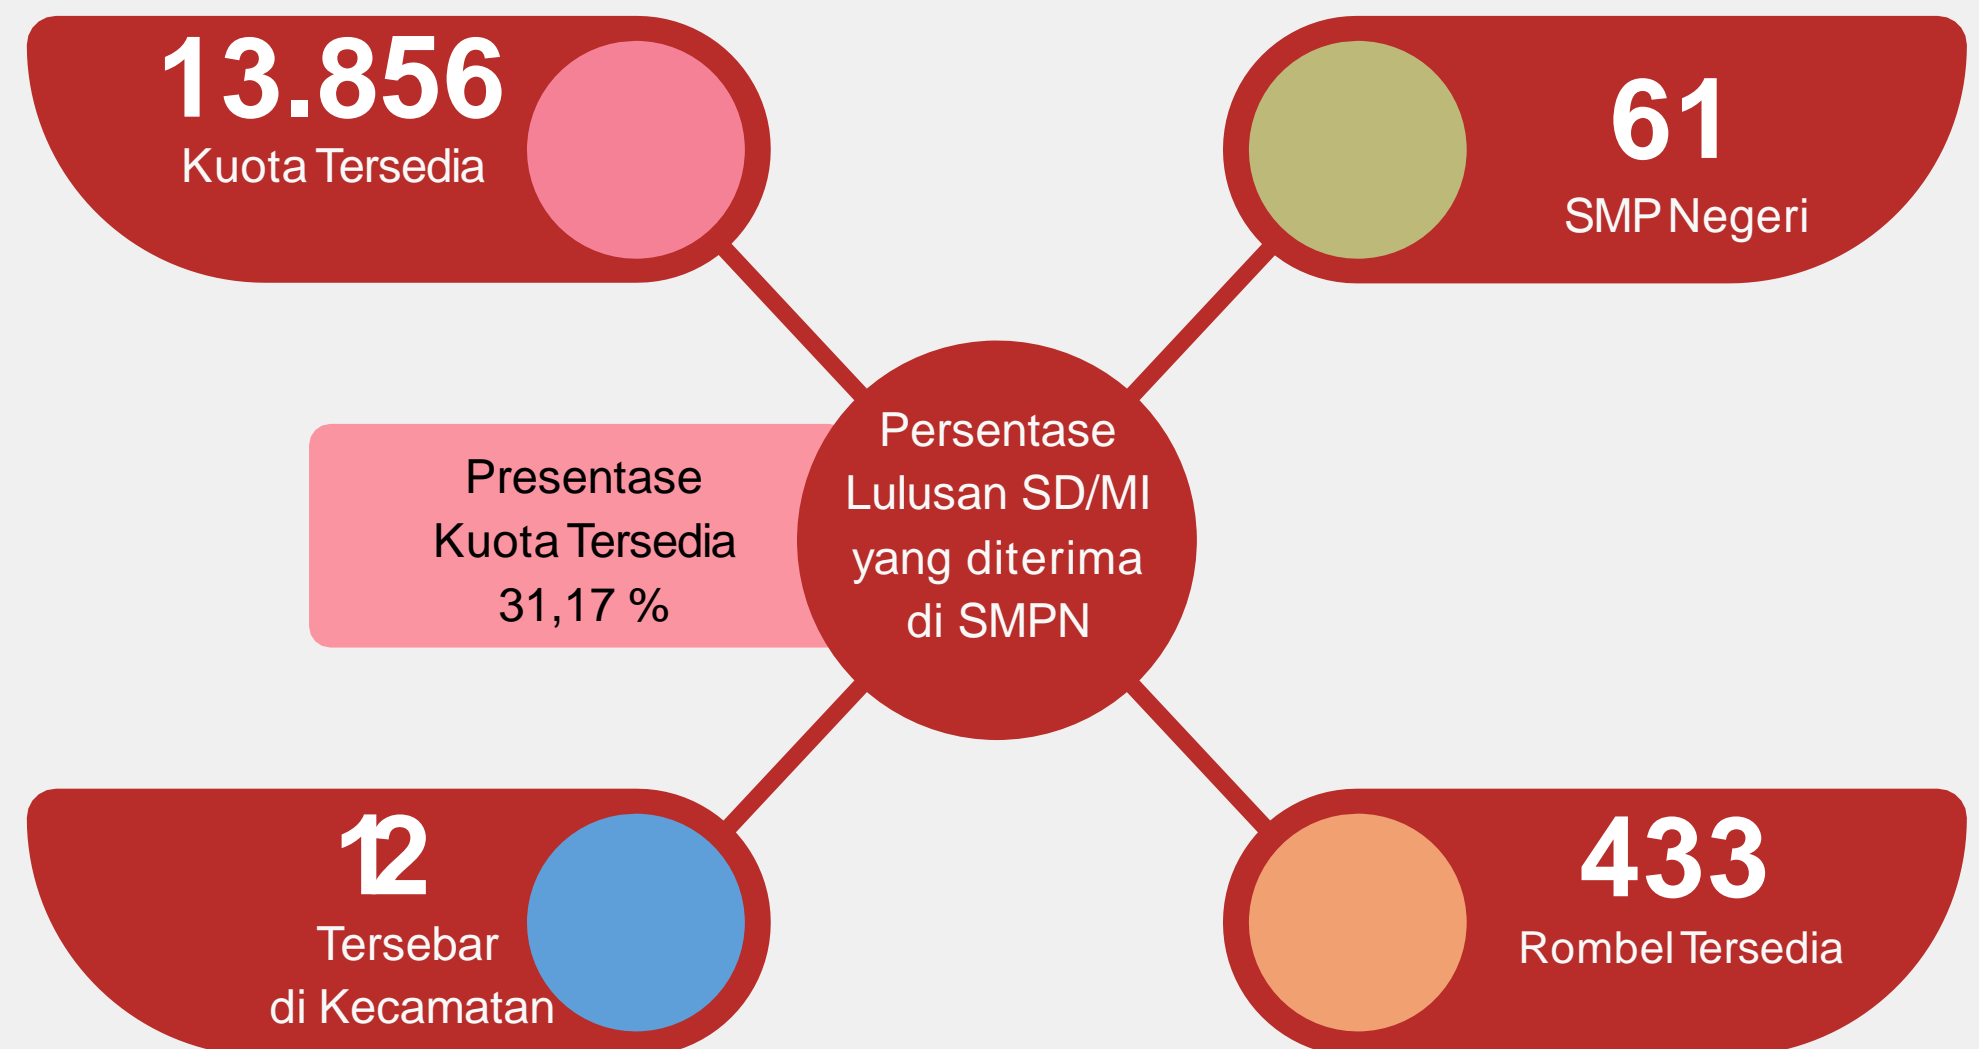 13.856
Kuota Tersedia
61
SMP Negeri
Presentase
Kuota Tersedia
31,17 %
Persentase
Lulusan SD/MI
yang diterima
di SMPN
12
Tersebar
di Kecamatan
433
Rombel Tersedia